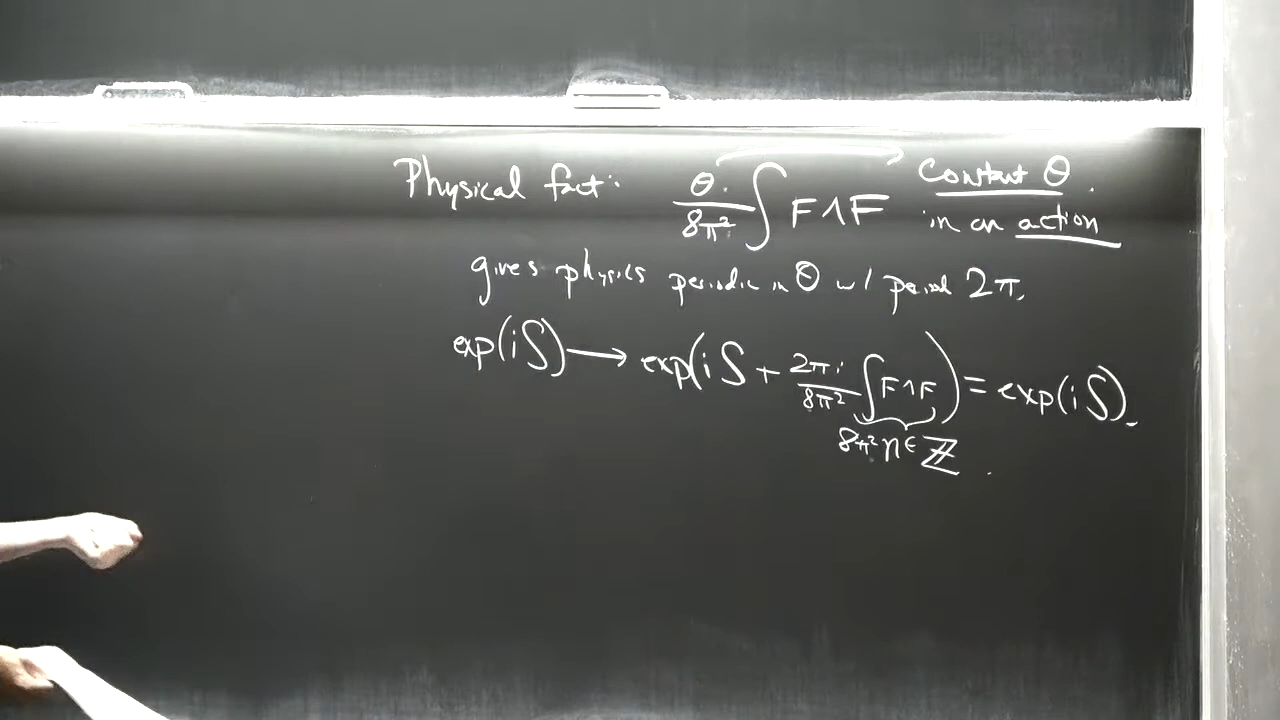 Physical fact: θ/8π² ∫ F∧F constant θ.
in an action
gives physics periodic in θ w/ period 2π.
exp(iS) → exp(iS + 2πi/8π² ∫F∧F) = exp(iS).
8π² n ∈ ℤ.